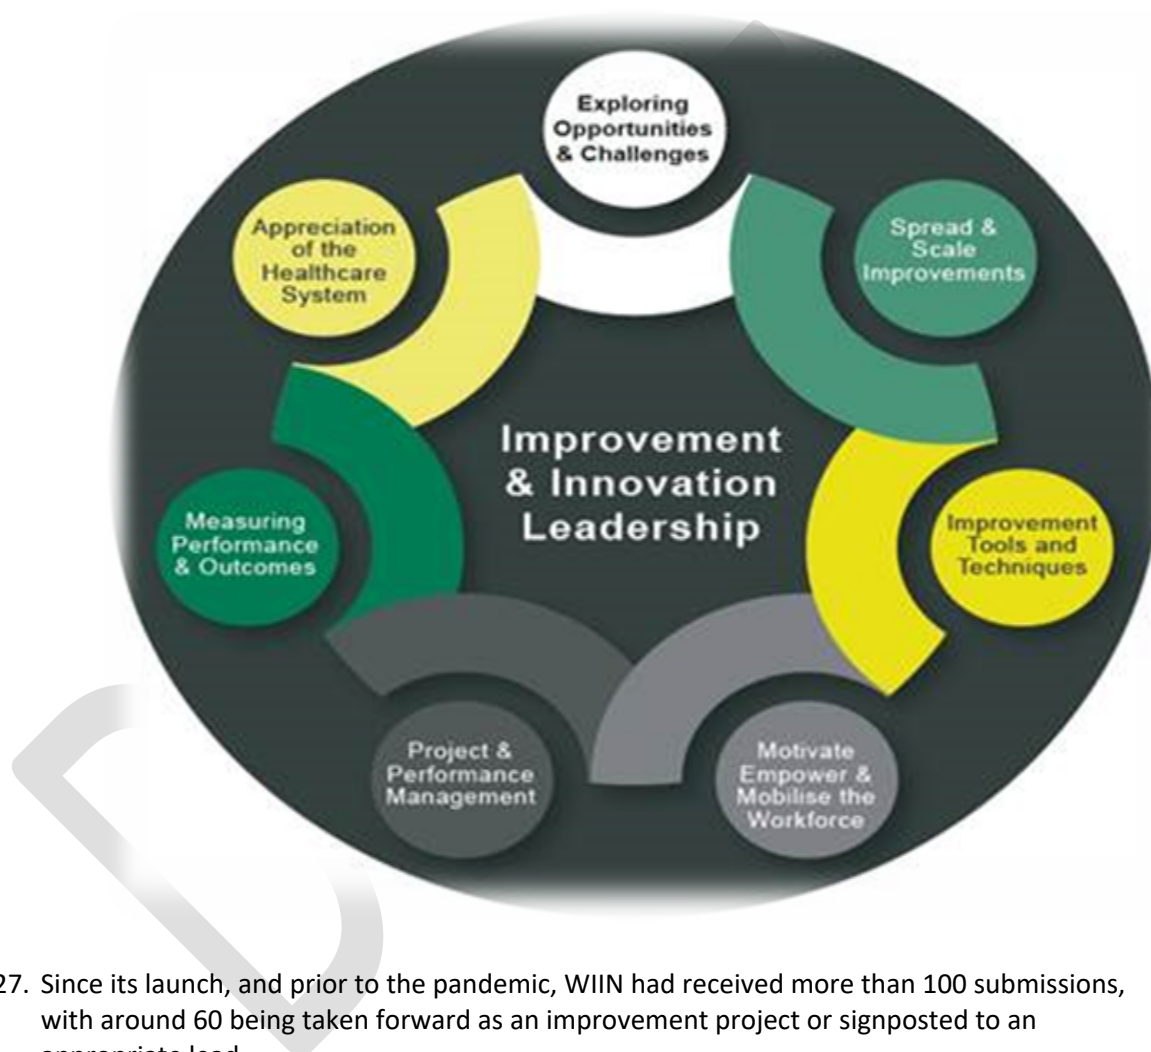 Exploring
Opportunities
& Challenges
Spread &
Scale
Improvements
Appreciation
of the
Healthcare
System
Improvement
& Innovation
Leadership
Improvement
Tools and
Techniques
Measuring
Performance
& Outcomes
Project &
Performance
Management
Motivate
Empower &
Mobilise the
Workforce
27. Since its launch, and prior to the pandemic, WIIN had received more than 100 submissions,
with around 60 being taken forward as an improvement project or signposted to an
appropriate lead